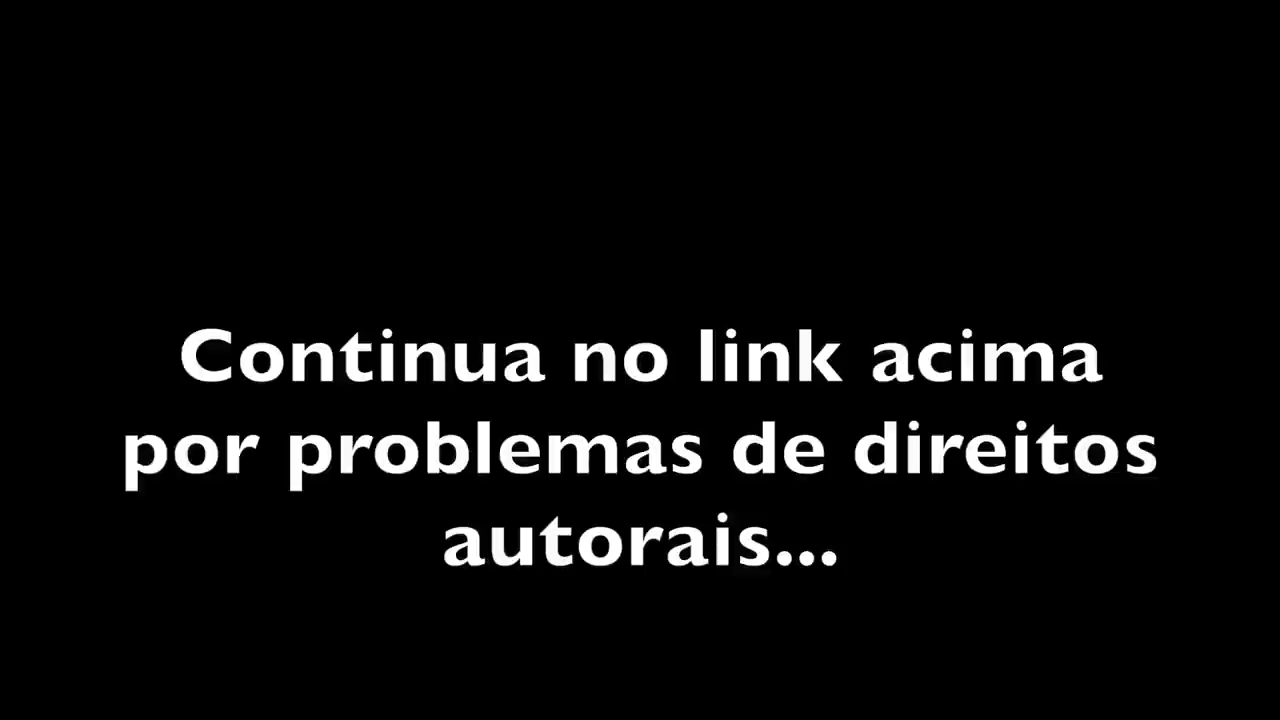 Continua no link acima
por problemas de direitos
autorais...